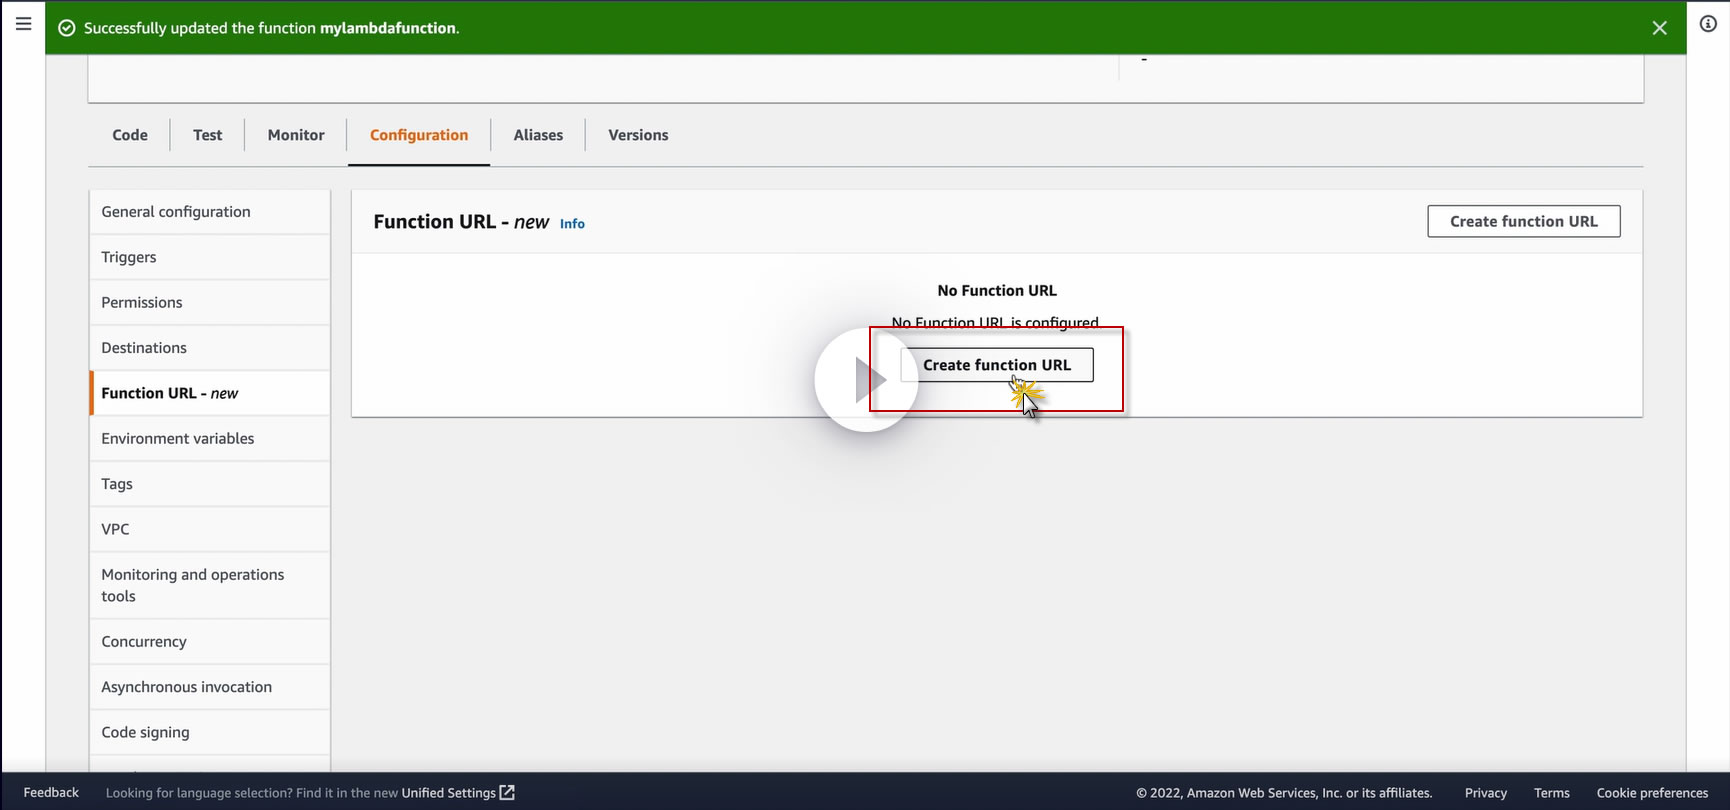 Successfully updated the function mylambdafunction.
-
Code
Test
Monitor
Configuration
Aliases
Versions
General configuration
Triggers
Permissions
Destinations
Function URL - new
Environment variables
Tags
VPC
Monitoring and operations
tools
Concurrency
Asynchronous invocation
Code signing
Function URL - new Info
Create function URL
No Function URL
No Function URL is configured.
Create function URL
Feedback
Looking for language selection? Find it in the new Unified Settings
© 2022, Amazon Web Services, Inc. or its affiliates.
Privacy
Terms
Cookie preferences